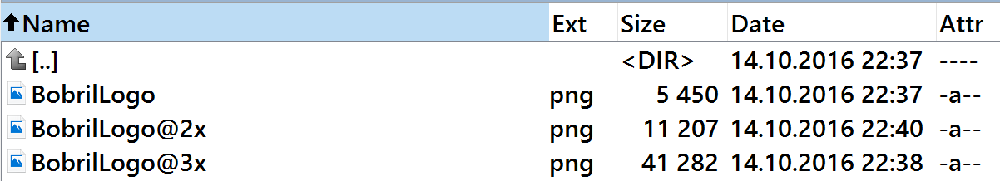 Name Ext Size Date Attr
[..] <DIR> 14.10.2016 22:37 ----
BobrilLogo png 5 450 14.10.2016 22:37 -a--
BobrilLogo@2x png 11 207 14.10.2016 22:40 -a--
BobrilLogo@3x png 41 282 14.10.2016 22:38 -a--